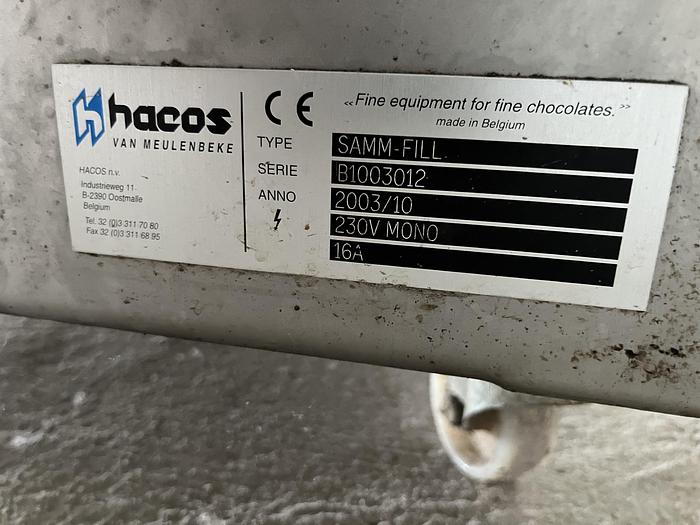 hacos
VAN MEULENBEKE
HACOS n.v.
Industrieweg 11
B-2390 Oostmalle
Belgium
Tel. 32 (0)3 311 70 80
Fax 32 (0)3 311 68 95
CE
«Fine equipment for fine chocolates.»
made in Belgium
TYPE SAMM-FILL
SERIE B1003012
ANNO 2003/10
230V MONO
16A